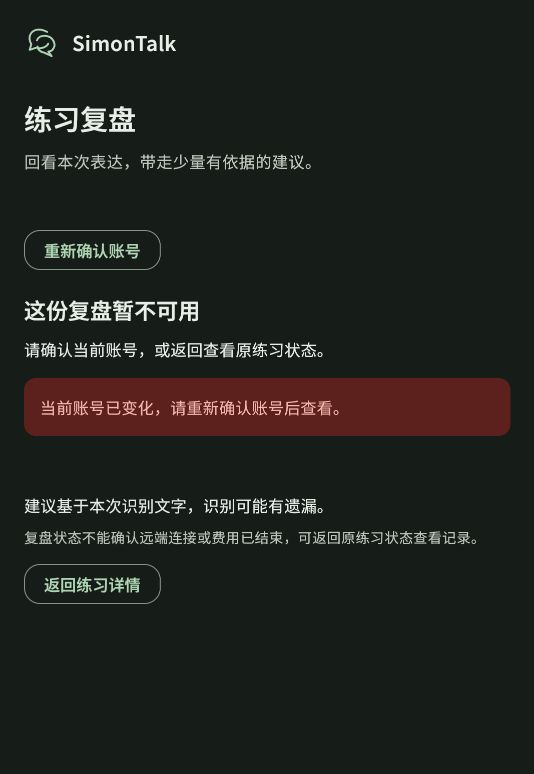 SimonTalk
练习复盘
回看本次表达，带走少量有依据的建议。
重新确认账号
这份复盘暂不可用
请确认当前账号，或返回查看原练习状态。
当前账号已变化，请重新确认账号后查看。
建议基于本次识别文字，识别可能有遗漏。
复盘状态不能确认远端连接或费用已结束，可返回原练习状态查看记录。
返回练习详情